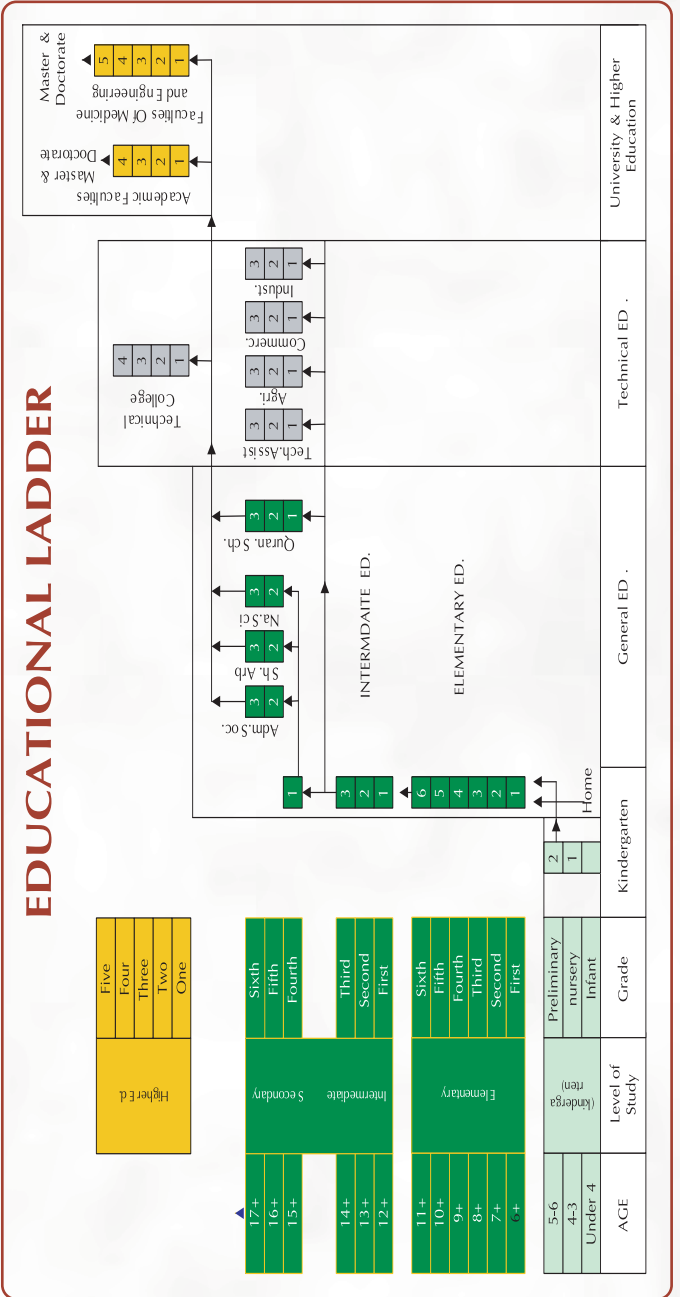 EDUCATIONAL LADDER
Higher Ed.
Five
Four
Three
Two
One
17+
16+
15+
14+
13+
12+
Secondary
Intermediate
Sixth
Fifth
Fourth
Third
Second
First
11+
10+
9+
8+
7+
6+
Elementary
Sixth
Fifth
Fourth
Third
Second
First
5-6
4-3
Under 4
(kinderga
rten)
Preliminary
nursery
Infant
2
1
AGE
Level of
Study
Grade
Kindergarten
General ED .
Technical ED .
University & Higher
Education
Home
1
3
2
1
6
5
4
3
2
1
INTERMDAITE ED.
ELEMENTARY ED.
Adm.Soc.
3
2
Sh. Arb
3
2
Na.Sci
3
2
Quran. Sch.
3
2
1
Tech.Assist
3
2
1
Agri.
3
2
1
Commerc.
3
2
1
Indust.
3
2
1
Technical
College
4
3
2
1
Academic Faculties
4
3
2
1
Master &
Doctorate
Faculties Of Medicine
and Engineering
5
4
3
2
1
Master &
Doctorate